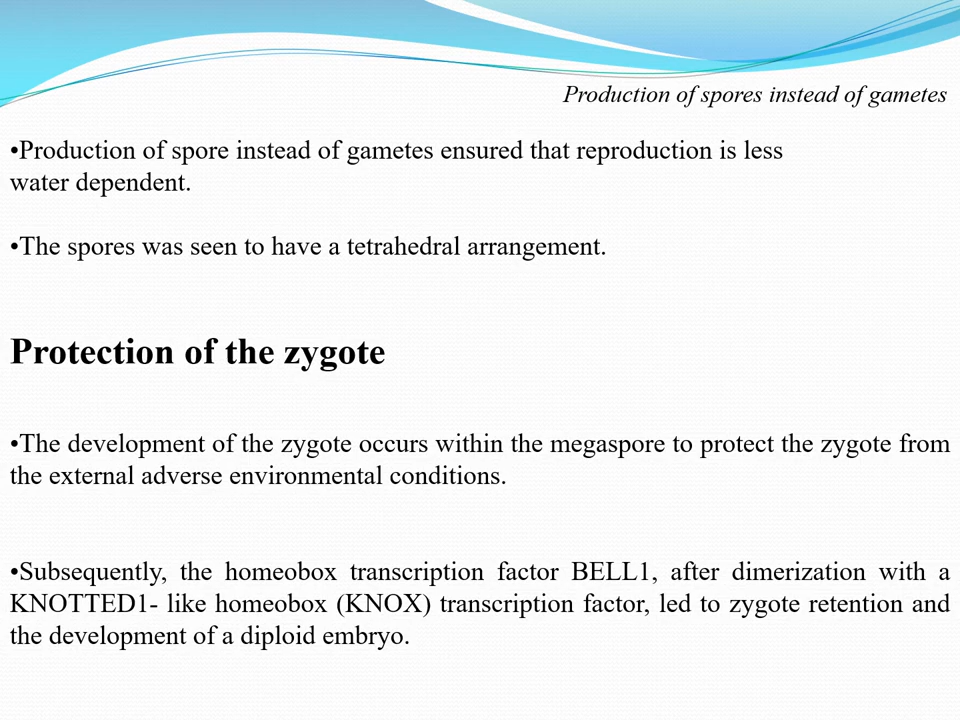 Production of spores instead of gametes
•Production of spore instead of gametes ensured that reproduction is less
water dependent.
•The spores was seen to have a tetrahedral arrangement.
Protection of the zygote
•The development of the zygote occurs within the megaspore to protect the zygote from
the external adverse environmental conditions.
•Subsequently, the homeobox transcription factor BELL1, after dimerization with a
KNOTTED1- like homeobox (KNOX) transcription factor, led to zygote retention and
the development of a diploid embryo.